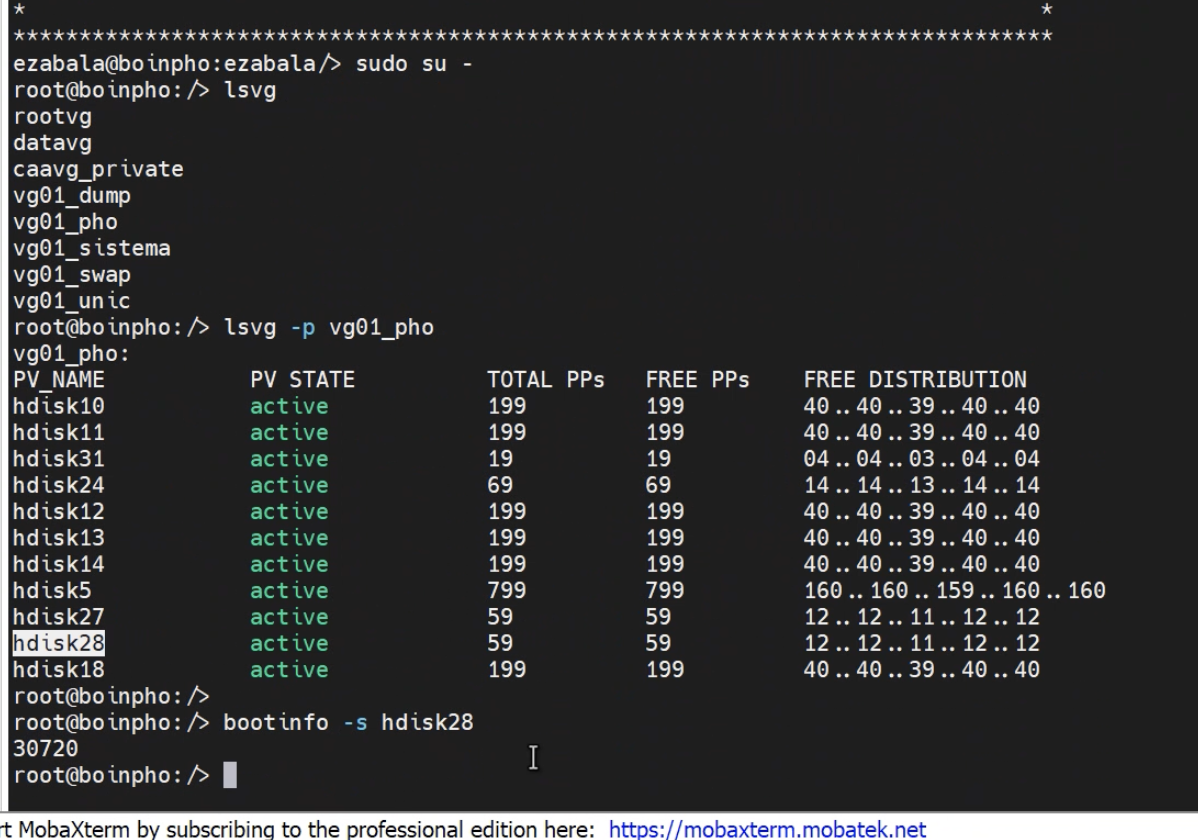 * *
*******************************************************************************
ezabala@boinpho:ezabala/> sudo su -
root@boinpho:/> lsvg
rootvg
datavg
caavg_private
vg01_dump
vg01_pho
vg01_sistema
vg01_swap
vg01_unic
root@boinpho:/> lsvg -p vg01_pho
vg01_pho:
PV_NAME PV STATE TOTAL PPs FREE PPs FREE DISTRIBUTION
hdisk10 active 199 199 40..40..39..40..40
hdisk11 active 199 199 40..40..39..40..40
hdisk31 active 19 19 04..04..03..04..04
hdisk24 active 69 69 14..14..13..14..14
hdisk12 active 199 199 40..40..39..40..40
hdisk13 active 199 199 40..40..39..40..40
hdisk14 active 199 199 40..40..39..40..40
hdisk5 active 799 799 160..160..159..160..160
hdisk27 active 59 59 12..12..11..12..12
hdisk28 active 59 59 12..12..11..12..12
hdisk18 active 199 199 40..40..39..40..40
root@boinpho:/>
root@boinpho:/> bootinfo -s hdisk28
30720
root@boinpho:/>
rt MobaXterm by subscribing to the professional edition here: https://mobaxterm.mobatek.net